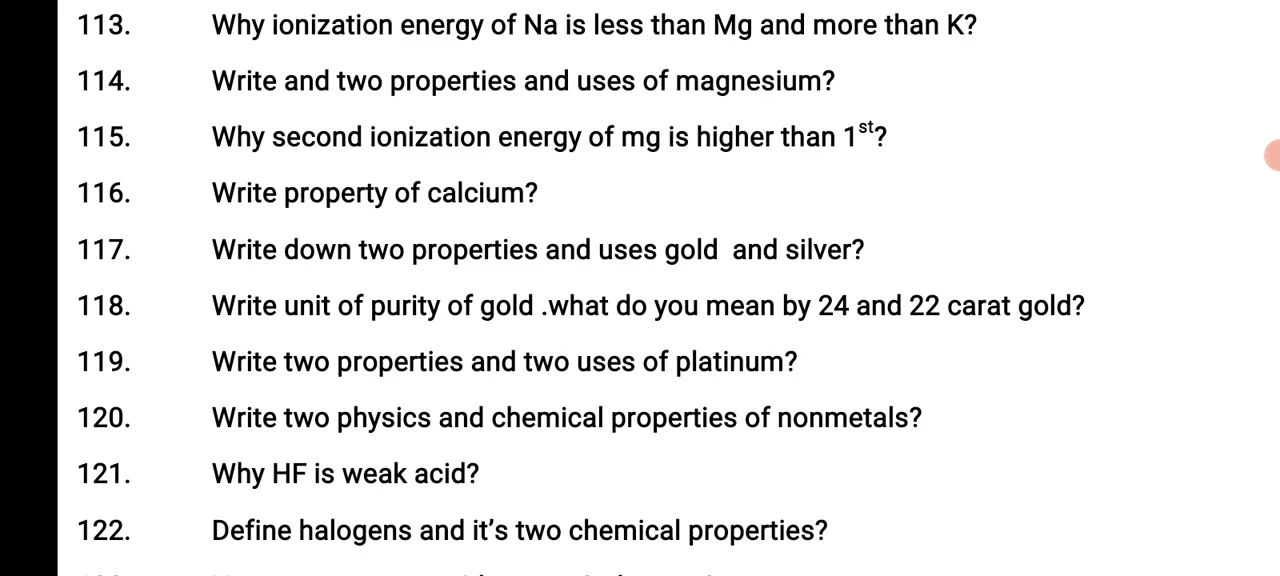 113. Why ionization energy of Na is less than Mg and more than K?
114. Write and two properties and uses of magnesium?
115. Why second ionization energy of mg is higher than 1st?
116. Write property of calcium?
117. Write down two properties and uses gold  and silver?
118. Write unit of purity of gold .what do you mean by 24 and 22 carat gold?
119. Write two properties and two uses of platinum?
120. Write two physics and chemical properties of nonmetals?
121. Why HF is weak acid?
122. Define halogens and it's two chemical properties?